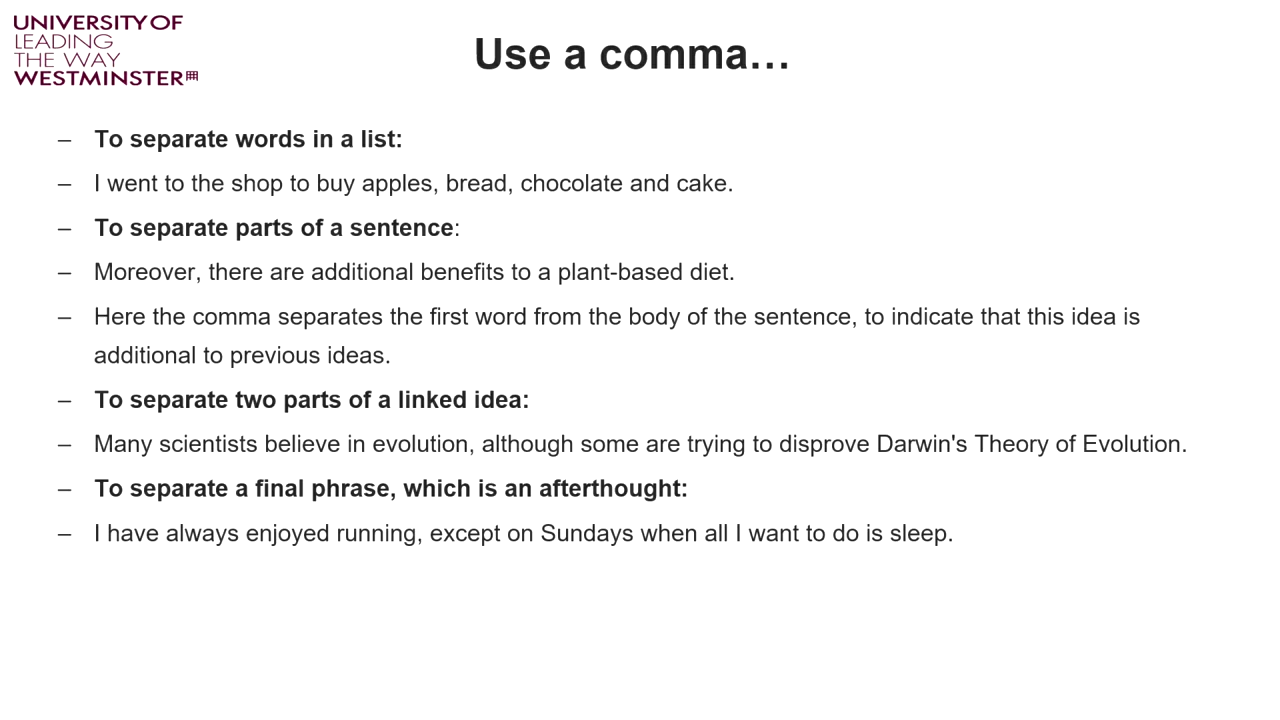 UNIVERSITY OF
LEADING
THE WAY
WESTMINSTER
Use a comma…
– To separate words in a list:
– I went to the shop to buy apples, bread, chocolate and cake.
– To separate parts of a sentence:
– Moreover, there are additional benefits to a plant-based diet.
– Here the comma separates the first word from the body of the sentence, to indicate that this idea is
additional to previous ideas.
– To separate two parts of a linked idea:
– Many scientists believe in evolution, although some are trying to disprove Darwin's Theory of Evolution.
– To separate a final phrase, which is an afterthought:
– I have always enjoyed running, except on Sundays when all I want to do is sleep.